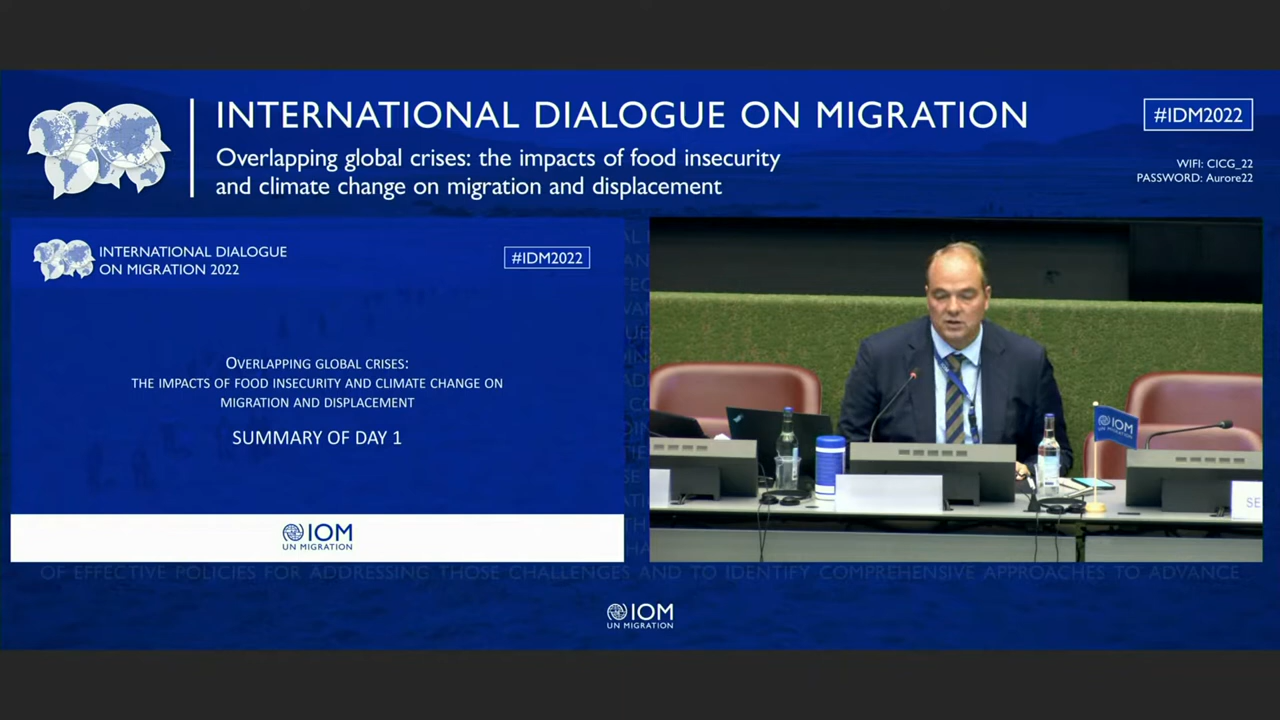 INTERNATIONAL DIALOGUE ON MIGRATION
Overlapping global crises: the impacts of food insecurity
and climate change on migration and displacement
#IDM2022
WIFI: CICG_22
PASSWORD: Aurore22
INTERNATIONAL DIALOGUE
ON MIGRATION 2022
#IDM2022
OVERLAPPING GLOBAL CRISES:
THE IMPACTS OF FOOD INSECURITY AND CLIMATE CHANGE ON
MIGRATION AND DISPLACEMENT
SUMMARY OF DAY 1
IOM
UN MIGRATION
IOM
SE
OF EFFECTIVE POLICIES FOR ADDRESSING THOSE CHALLENGES AND TO IDENTIFY COMPREHENSIVE APPROACHES TO ADVANCE
IOM
UN MIGRATION